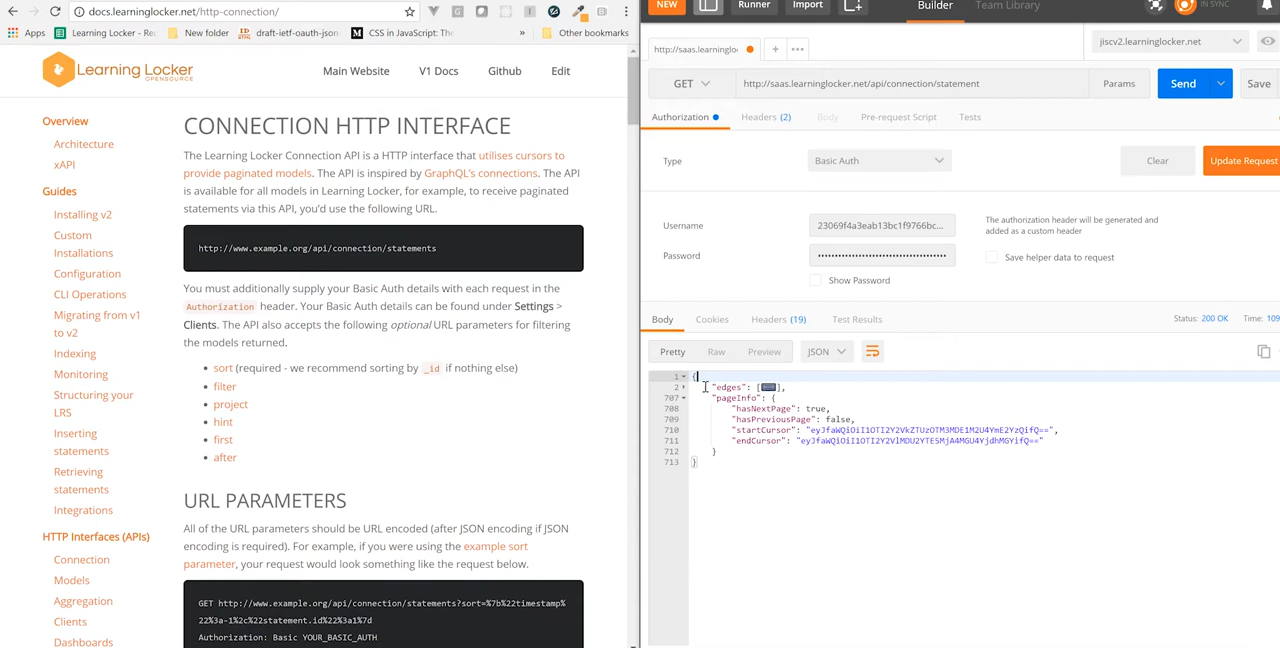 docs.learninglocker.net/http-connection/
Apps
Learning Locker - Re
New folder
draft-ietf-oauth-json-
CSS in JavaScript: The
»
Other bookmarks
Learning Locker
OPENSOURCE
Main Website
V1 Docs
Github
Edit
Overview
Architecture
xAPI
Guides
Installing v2
Custom
Installations
Configuration
CLI Operations
Migrating from v1
to v2
Indexing
Monitoring
Structuring your
LRS
Inserting
statements
Retrieving
statements
Integrations
HTTP Interfaces (APIs)
Connection
Models
Aggregation
Clients
Dashboards
CONNECTION HTTP INTERFACE
The Learning Locker Connection API is a HTTP interface that utilises cursors to
provide paginated models. The API is inspired by GraphQL's connections. The API
is available for all models in Learning Locker, for example, to receive paginated
statements via this API, you'd use the following URL.
http://www.example.org/api/connection/statements
You must additionally supply your Basic Auth details with each request in the
Authorization header. Your Basic Auth details can be found under Settings >
Clients. The API also accepts the following optional URL parameters for filtering
the models returned.
• sort (required - we recommend sorting by _id if nothing else)
• filter
• project
• hint
• first
• after
URL PARAMETERS
All of the URL parameters should be URL encoded (after JSON encoding if JSON
encoding is required). For example, if you were using the example sort
parameter, your request would look something like the request below.
GET http://www.example.org/api/connection/statements?sort=%7b%22timestamp%
22%3a-1%2c%22statement.id%22%3a1%7d
Authorization: Basic YOUR_BASIC_AUTH
NEW
Runner
Import
Builder
Team Library
IN SYNC
http://saas.learninglo
+
•••
jiscv2.learninglocker.net
GET
http://saas.learninglocker.net/api/connection/statement
Params
Send
Save
Authorization
Headers (2)
Body
Pre-request Script
Tests
Type
Basic Auth
Clear
Update Request
Username
23069f4a3eab13bc1f9766bc...
The authorization header will be generated and
added as a custom header
Password
Save helper data to request
Show Password
Body
Cookies
Headers (19)
Test Results
Status: 200 OK
Time: 109
Pretty
Raw
Preview
JSON
1 {
2 "edges": [ ],
707 "pageInfo": {
708 "hasNextPage": true,
709 "hasPreviousPage": false,
710 "startCursor":
711 "endCursor":
712 }
713 }